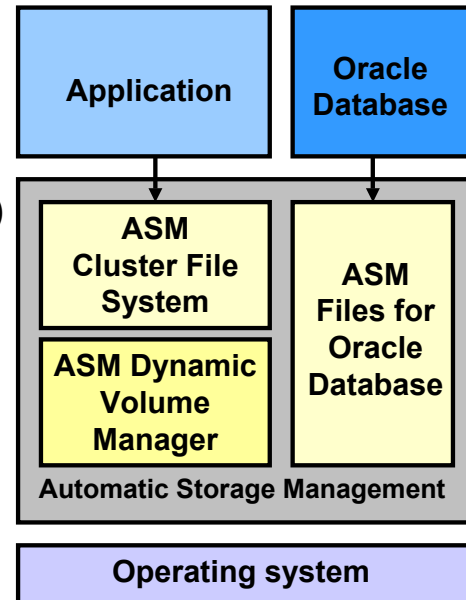 Application
Oracle
Database
)
ASM
Cluster File
System
ASM Dynamic
Volume
Manager
ASM
Files for
Oracle
Database
Automatic Storage Management
Operating system